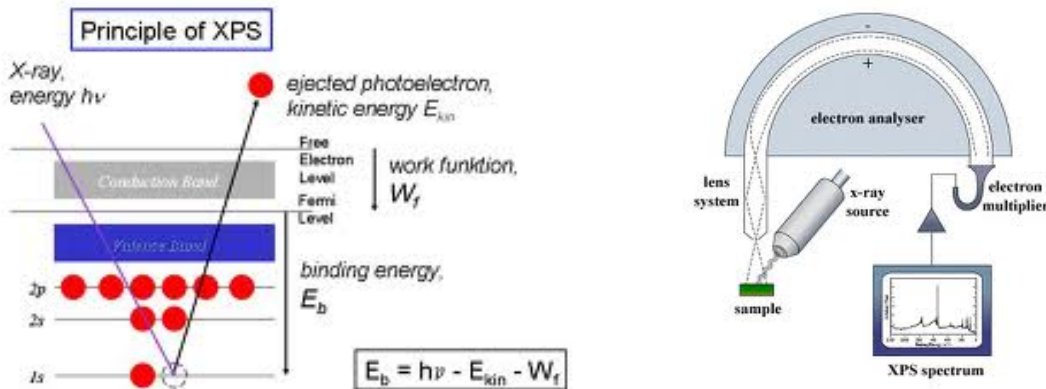 Principle of XPS
X-ray,
energy hν
ejected photoelectron,
kinetic energy E_kin
Free
Electron
Level
Fermi
Level
work funktion,
W_f
Conduction Band
Valence Band
binding energy,
E_b
2p
2s
1s
E_b = hν - E_kin - W_f
-
+
electron analyser
lens
system
x-ray
source
electron
multiplier
sample
XPS spectrum